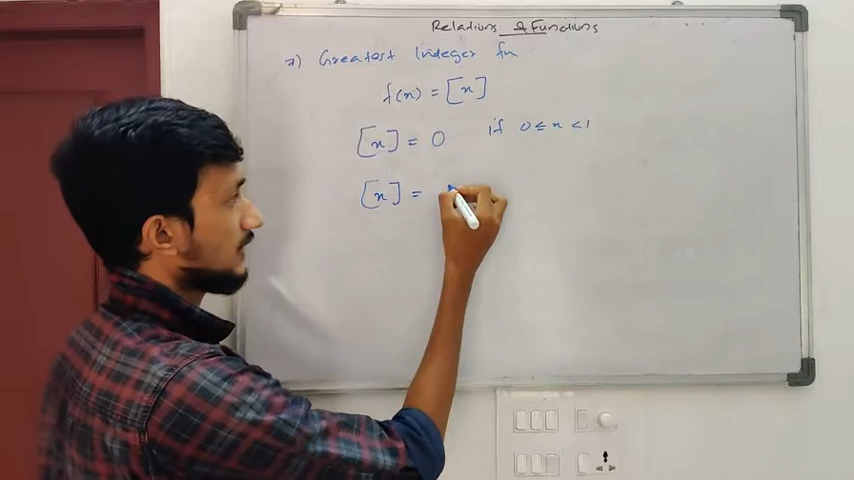 Relations & Functions
7) Greatest Integer fn
f(x) = [x]
[x] = 0 if 0 ≤ x < 1
[x] =